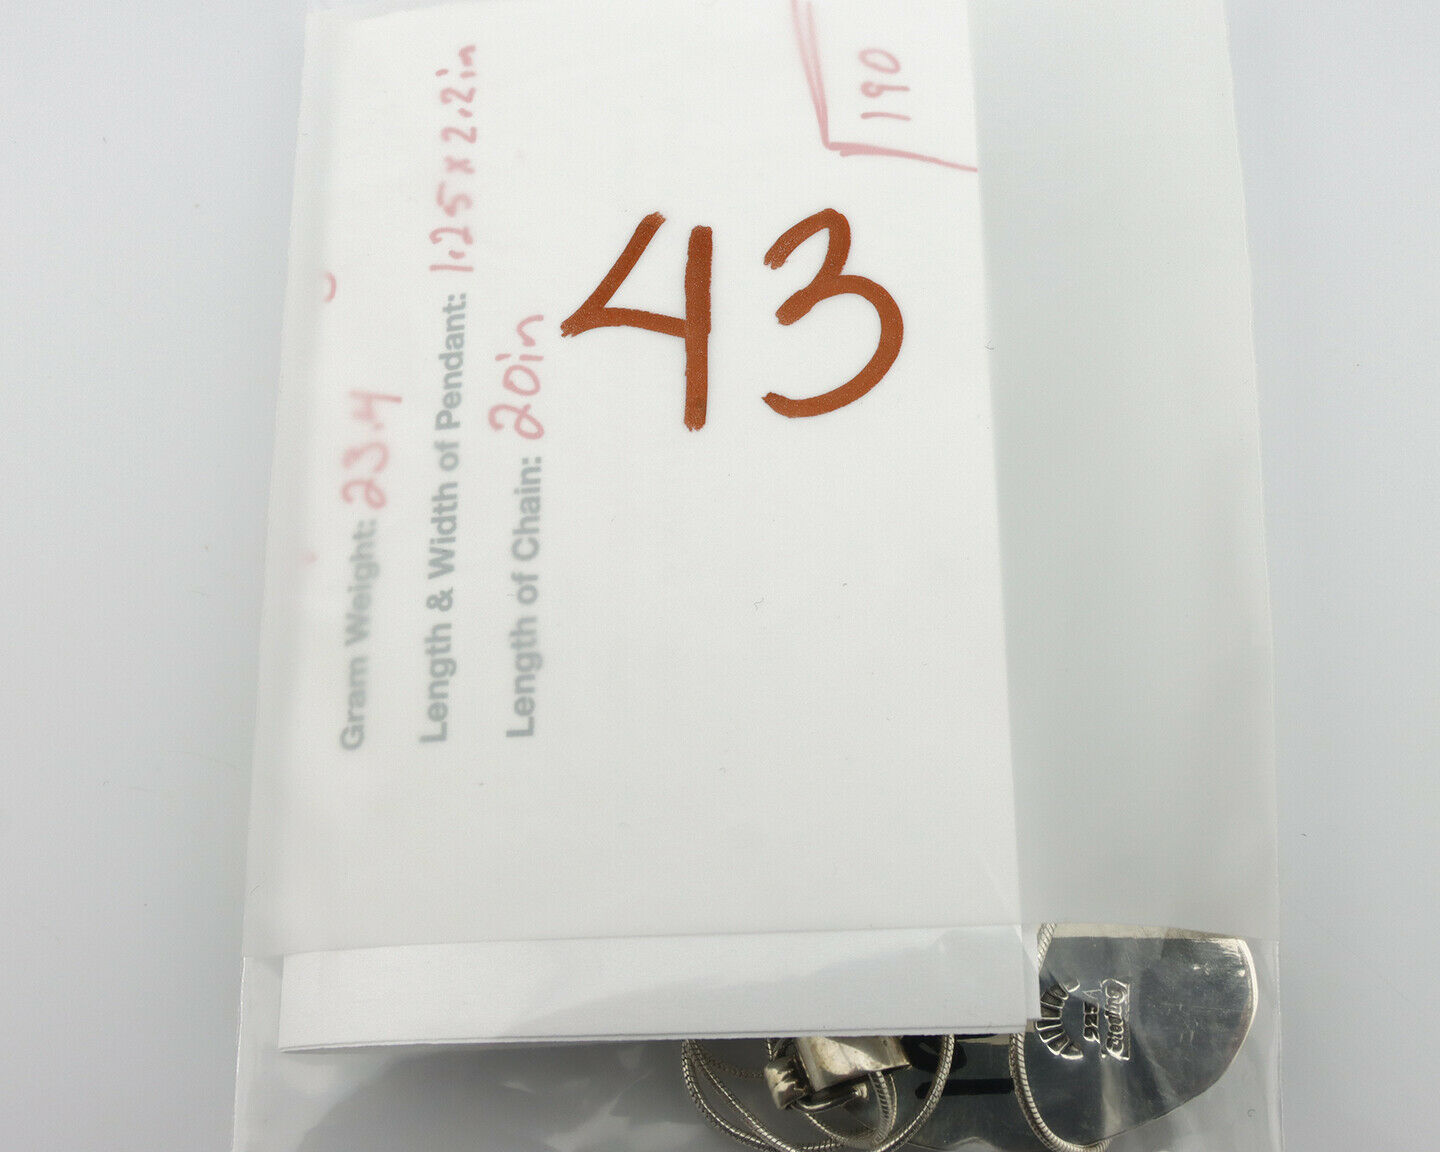 190
43
Gram Weight: 23.4
Length & Width of Pendant: 1.25 x 2.2in
Length of Chain: 20in
925
Sterling